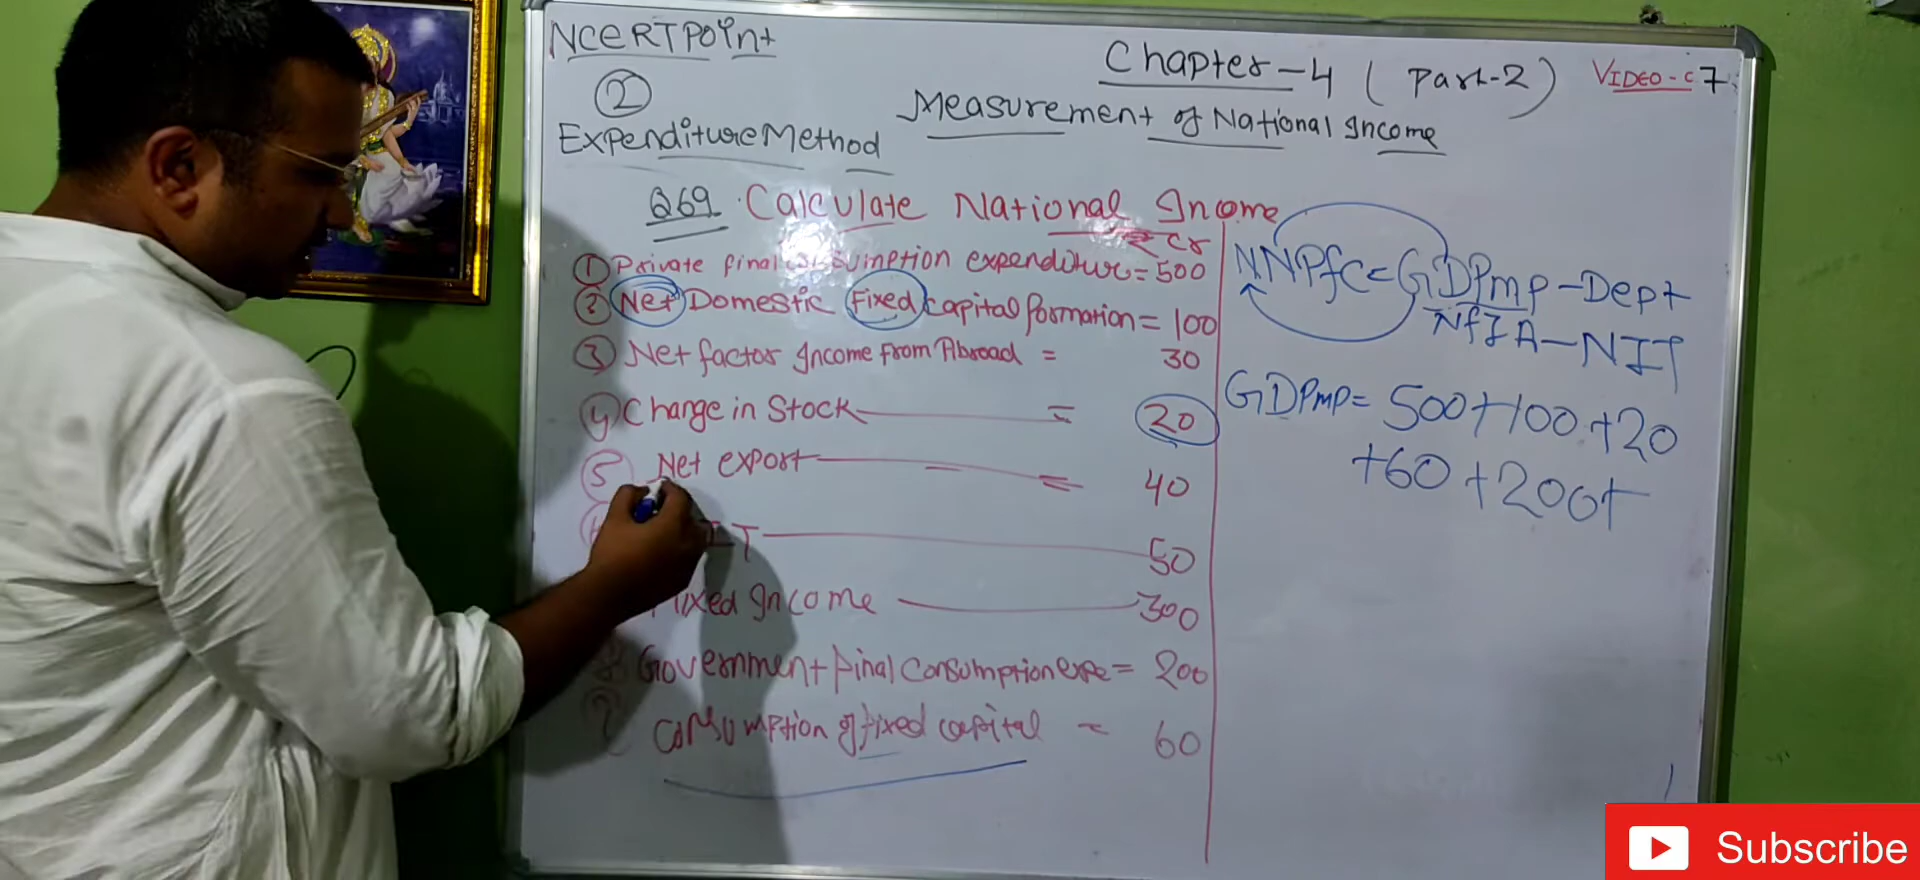 NCERT POint
Chapter-4 ( Part-2)
VIDEO-C7
②
Measurement of National Income
Expenditure Method
Q69. Calculate National Income
₹ Cr
① Private final consumption expenditure = 500
② Net Domestic Fixed capital formation = 100
③ Net factor Income From Abroad = 30
④ Change in Stock = 20
⑤ Net export = 40
IT 50
Mixed Income 300
Government final Consumption expe = 200
Consumption of fixed capital = 60
NNPfc = GDPmp - Dept
NFIA - NIT
GDPmp = 500+100+20
+60+200+
Subscribe